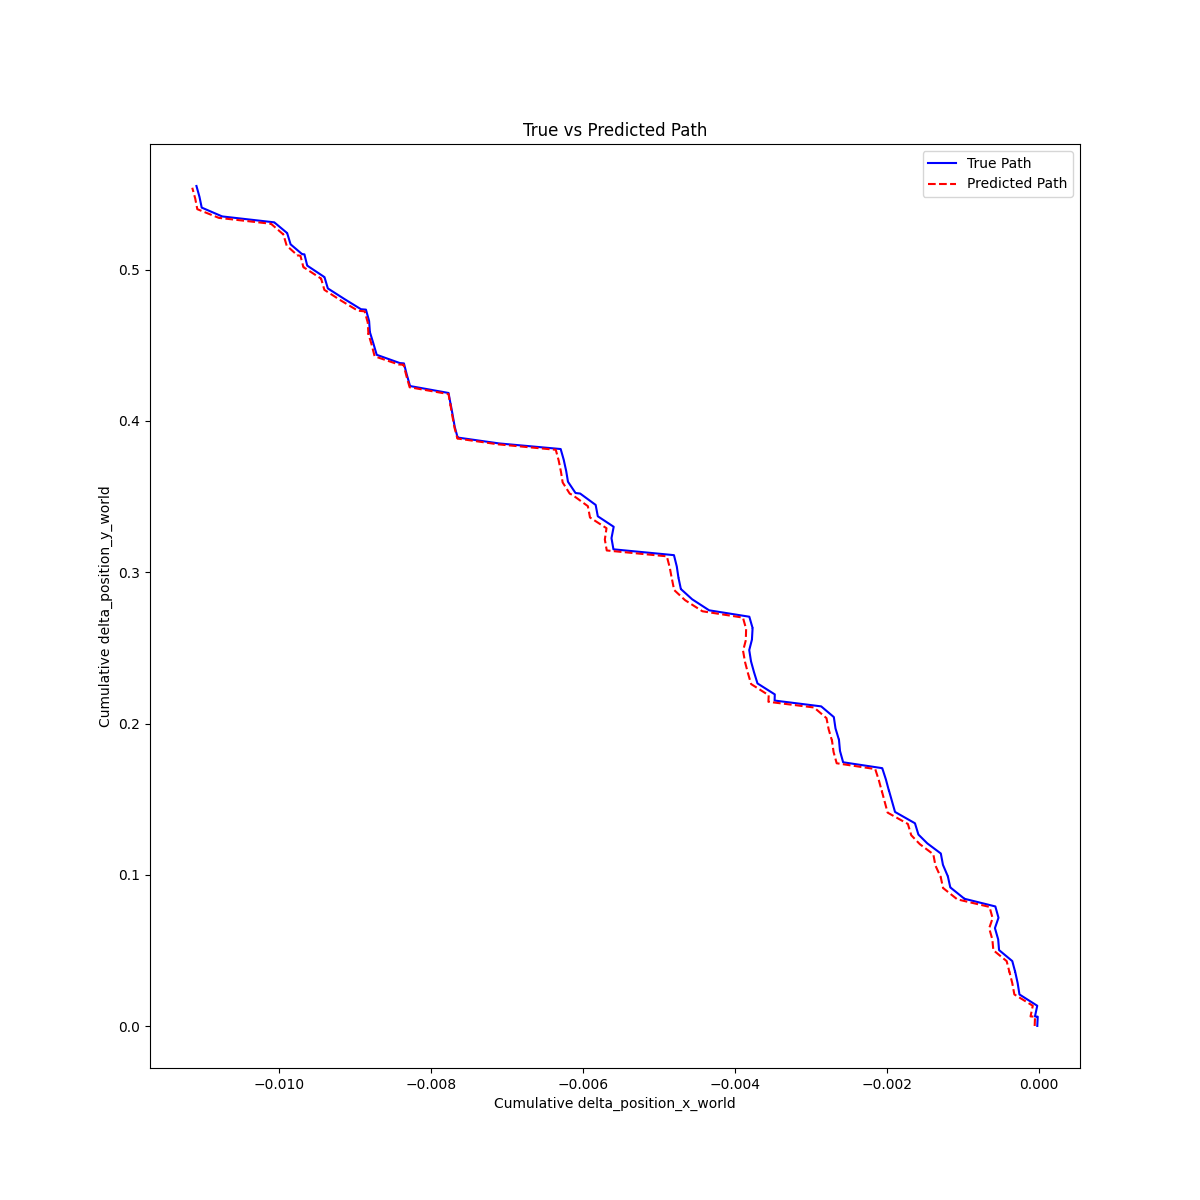 True vs Predicted Path
True Path
Predicted Path
Cumulative delta_position_y_world
0.5
0.4
0.3
0.2
0.1
0.0
−0.010
−0.008
−0.006
−0.004
−0.002
0.000
Cumulative delta_position_x_world